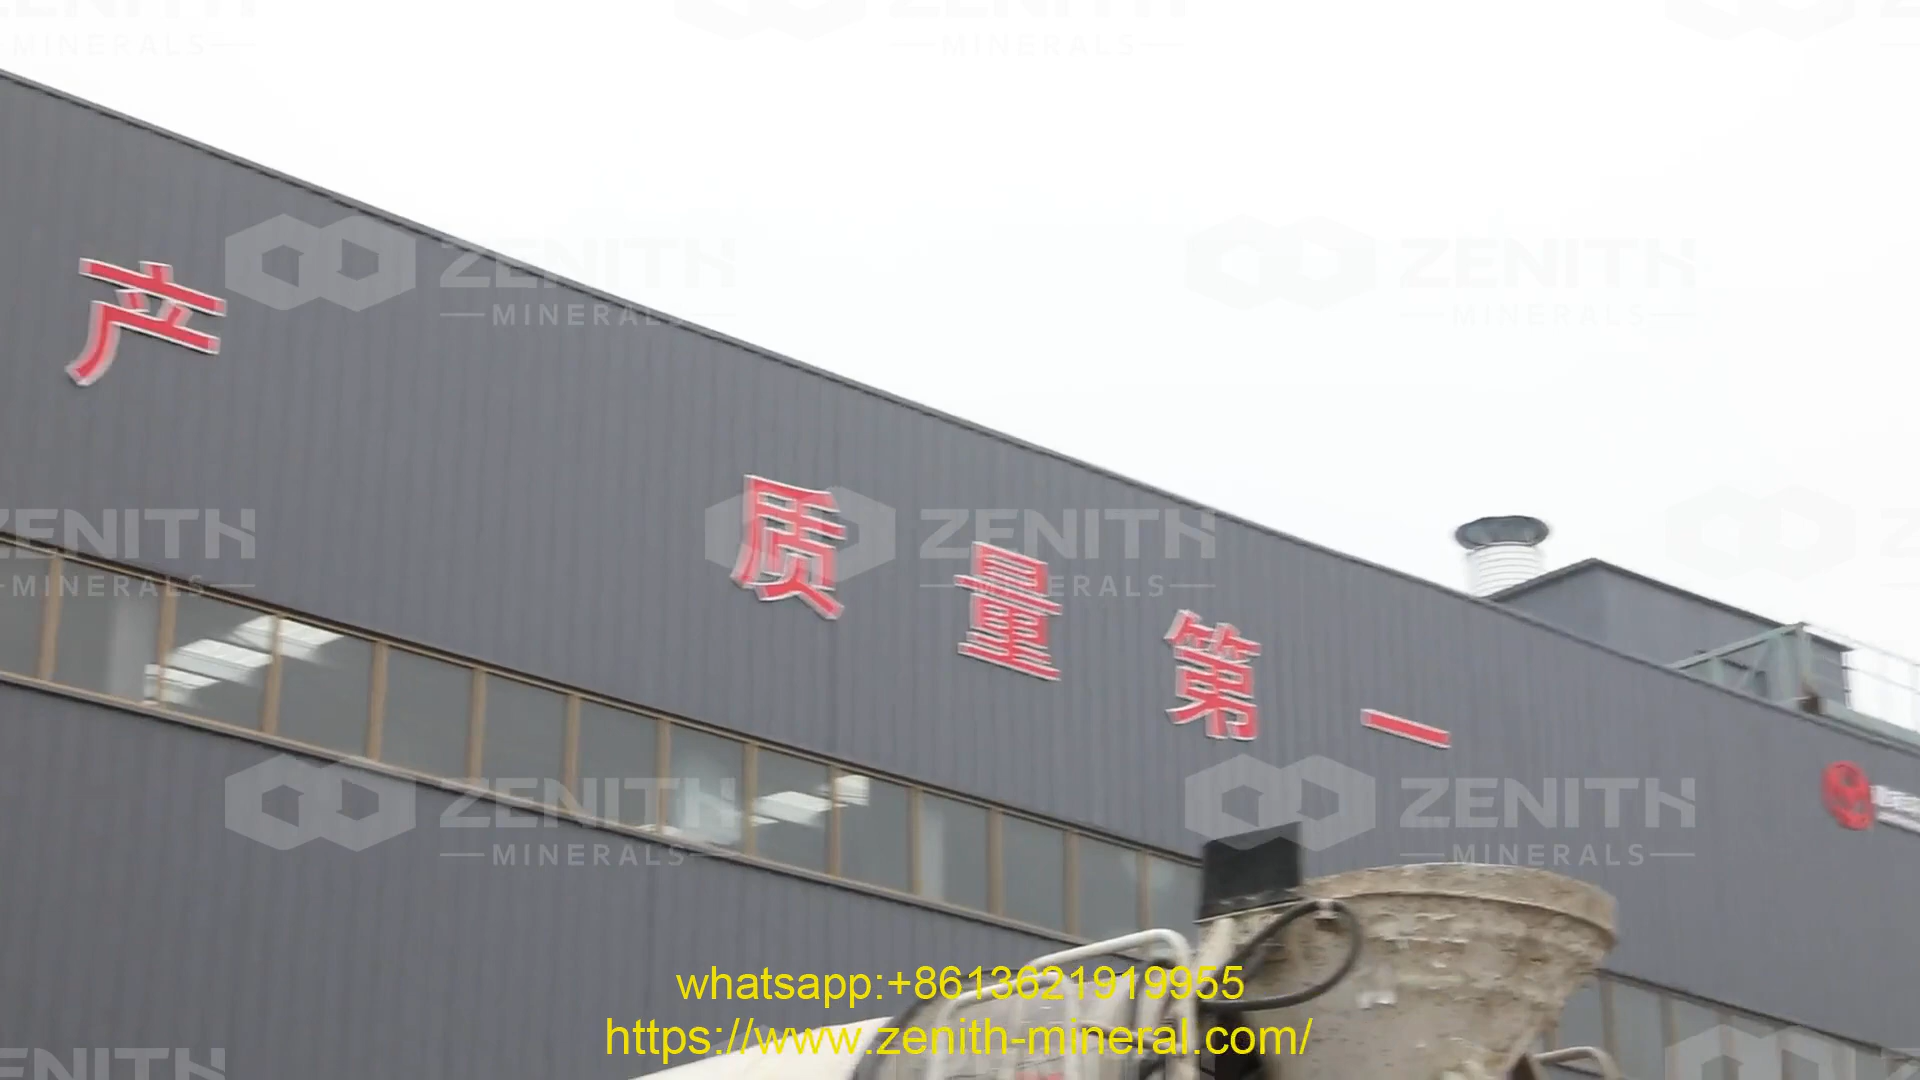 产 质量第一
ZENITH
MINERALS
whatsapp:+8613621919955
https://www.zenith-mineral.com/